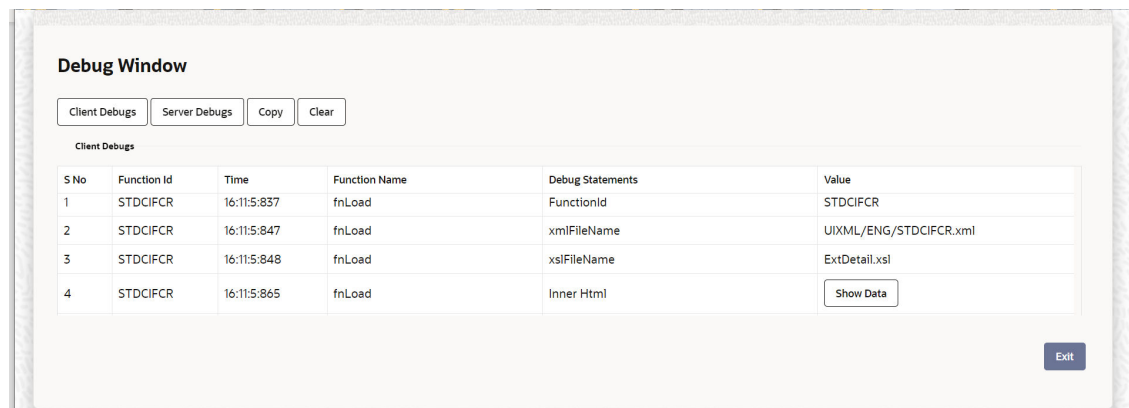 Debug Window
Client Debugs Server Debugs Copy Clear
Client Debugs
S No Function Id Time Function Name Debug Statements Value
1 STDCIFCR 16:11:5:837 fnLoad FunctionId STDCIFCR
2 STDCIFCR 16:11:5:847 fnLoad xmlFileName UIXML/ENG/STDCIFCR.xml
3 STDCIFCR 16:11:5:848 fnLoad xslFileName ExtDetail.xsl
4 STDCIFCR 16:11:5:865 fnLoad Inner Html Show Data
Exit